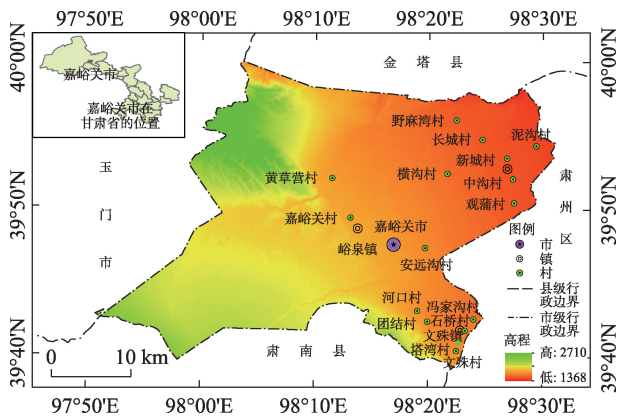 97°50'E 98°00'E 98°10'E 98°20'E 98°30'E
40°00'N
39°50'N
39°40'N
嘉峪关市
嘉峪关市在
甘肃省的位置
金塔县
野麻湾村
长城村
泥沟村
新城村
横沟村
中沟村
黄草营村
观蒲村
玉门市
肃州区
嘉峪关村
嘉峪关市
峪泉镇
安远沟村
河口村
冯家沟村
团结村
石桥村
文殊镇
塔湾村
文殊村
肃南县
图例
市
镇
村
县级行
政边界
市级行
政边界
高程
高: 2710
低: 1368
0 10 km
40°00'N
39°50'N
39°40'N
97°50'E 98°00'E 98°10'E 98°20'E 98°30'E